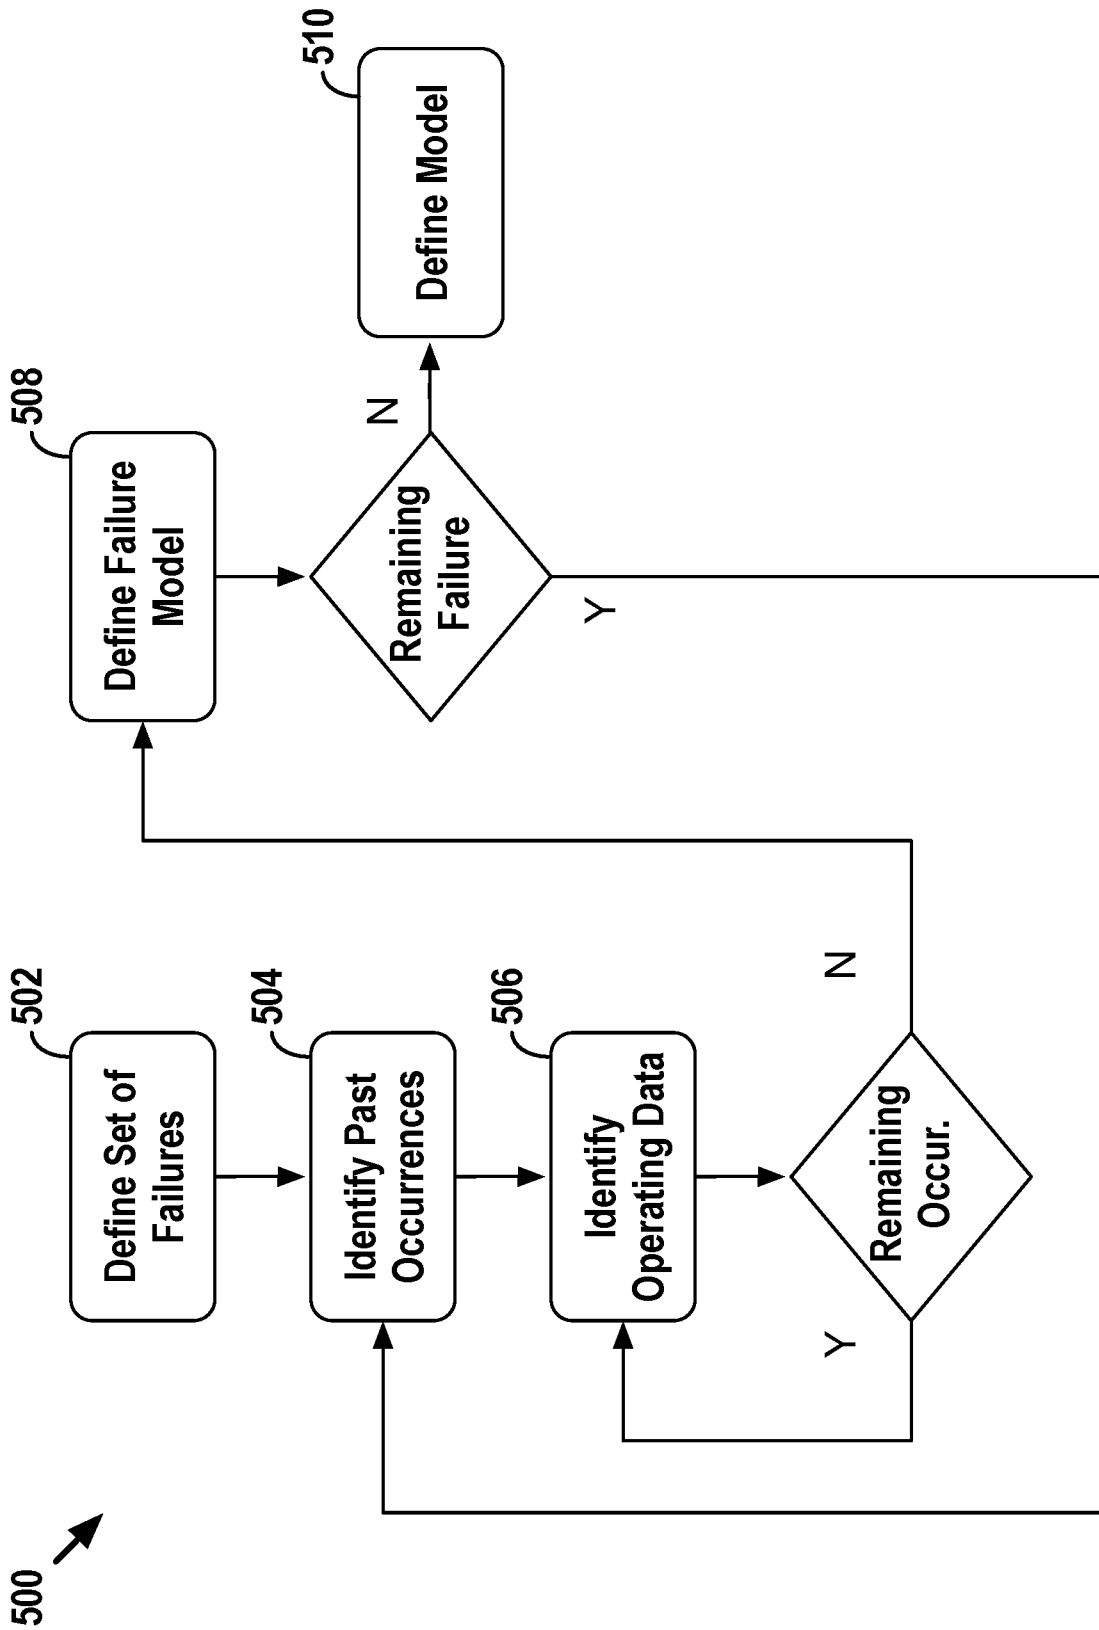 500
502
Define Set of
Failures
504
Identify Past
Occurrences
506
Identify
Operating Data
Remaining
Occur.
Y
N
508
Define Failure
Model
Remaining
Failure
Y
N
510
Define Model